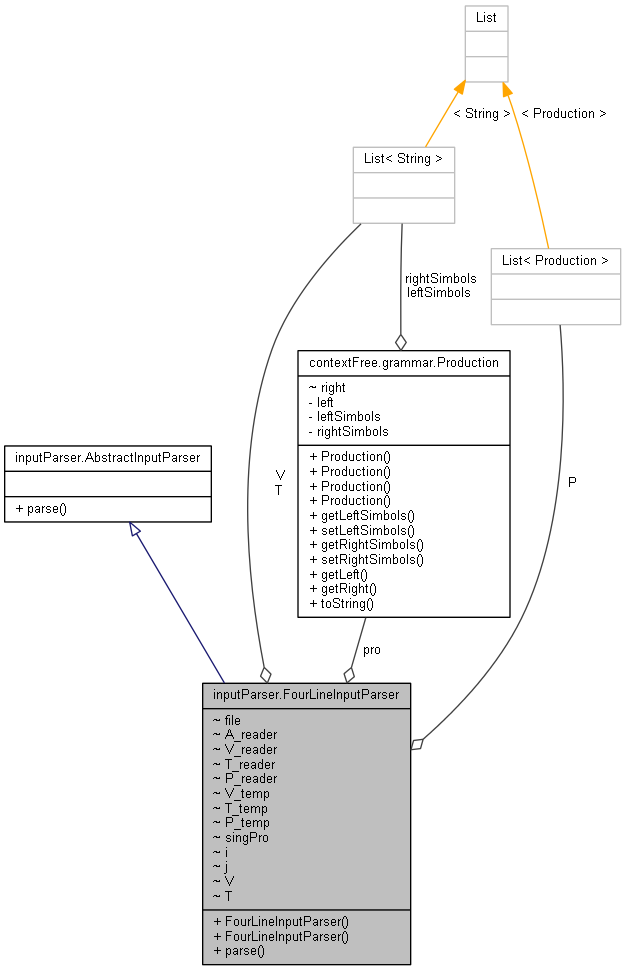 List
< String >
< Production >
List< String >
List< Production >
rightSimbols
leftSimbols
contextFree.grammar.Production
~ right
- left
- leftSimbols
- rightSimbols
+ Production()
+ Production()
+ Production()
+ Production()
+ getLeftSimbols()
+ setLeftSimbols()
+ getRightSimbols()
+ setRightSimbols()
+ getLeft()
+ getRight()
+ toString()
inputParser.AbstractInputParser
+ parse()
V
T
P
pro
inputParser.FourLineInputParser
~ file
~ A_reader
~ V_reader
~ T_reader
~ P_reader
~ V_temp
~ T_temp
~ P_temp
~ singPro
~ i
~ j
~ V
~ T
+ FourLineInputParser()
+ FourLineInputParser()
+ parse()